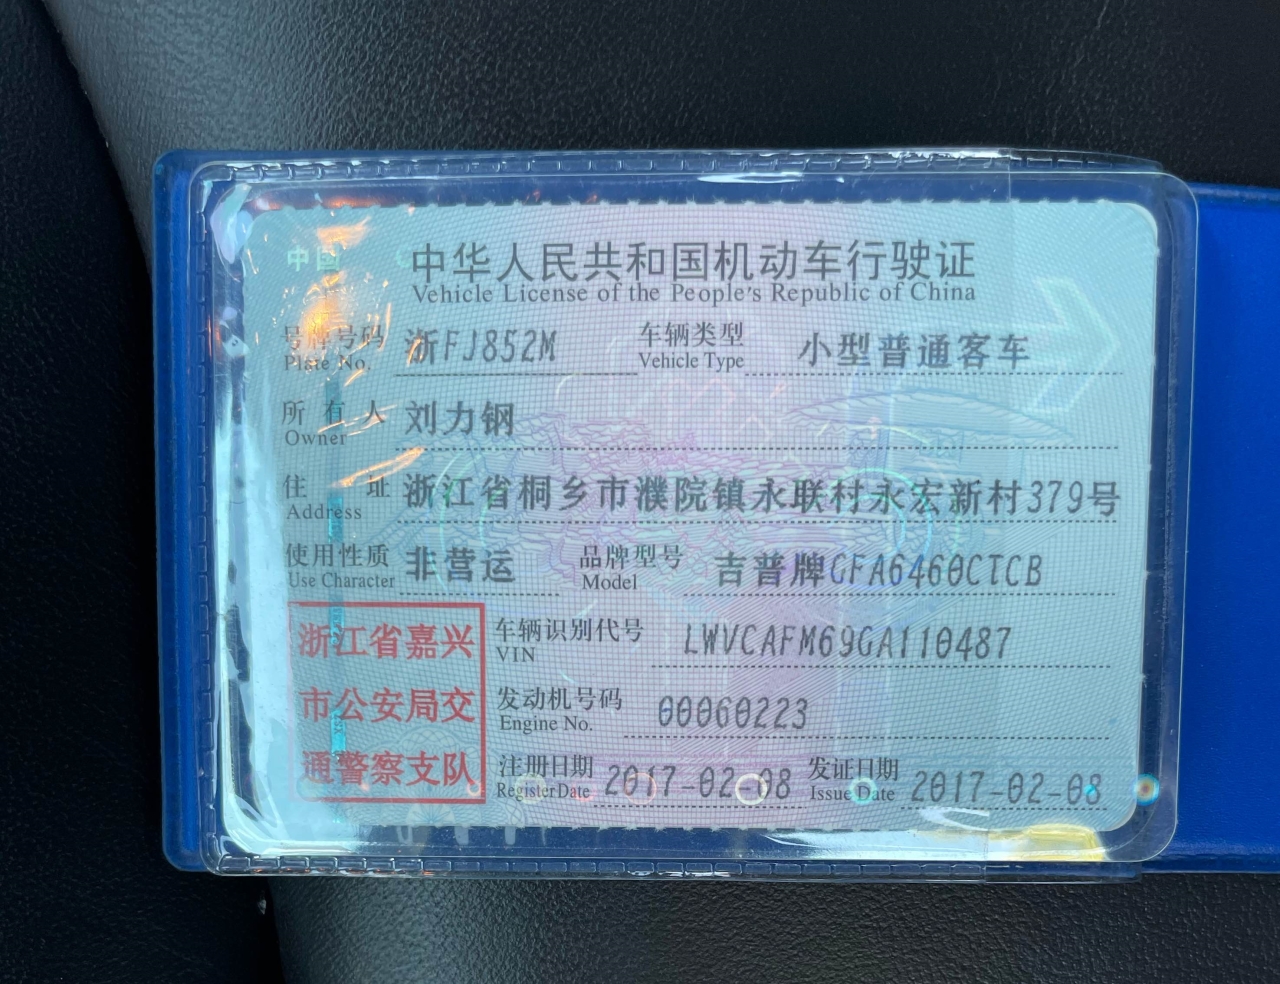 中国
中华人民共和国机动车行驶证
Vehicle License of the People's Republic of China
号牌号码 浙FJ852M 车辆类型 小型普通客车
Plate No. Vehicle Type
所有人 刘力钢
Owner
住址 浙江省桐乡市濮院镇永联村永宏新村379号
Address
使用性质 非营运 品牌型号 吉普牌GFA6460CTCB
Use Character Model
浙江省嘉兴
市公安局交
通警察支队
车辆识别代号 LWVCAFM69GA110487
VIN
发动机号码 00060223
Engine No.
注册日期 2017-02-08 发证日期 2017-02-08
Register Date Issue Date